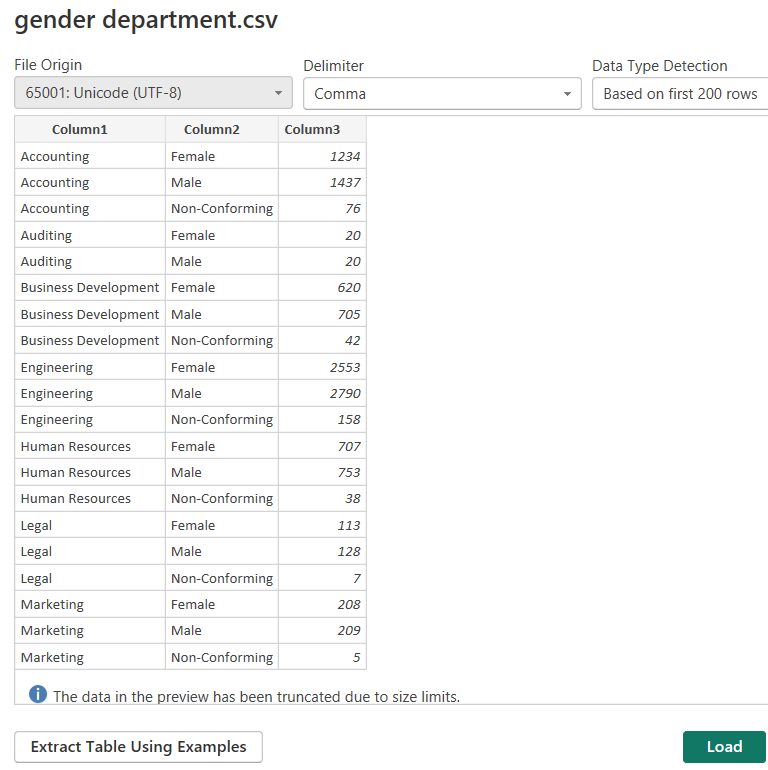 gender department.csv
File Origin Delimiter Data Type Detection
65001: Unicode (UTF-8) Comma Based on first 200 rows
Column1 Column2 Column3
Accounting Female 1234
Accounting Male 1437
Accounting Non-Conforming 76
Auditing Female 20
Auditing Male 20
Business Development Female 620
Business Development Male 705
Business Development Non-Conforming 42
Engineering Female 2553
Engineering Male 2790
Engineering Non-Conforming 158
Human Resources Female 707
Human Resources Male 753
Human Resources Non-Conforming 38
Legal Female 113
Legal Male 128
Legal Non-Conforming 7
Marketing Female 208
Marketing Male 209
Marketing Non-Conforming 5
i The data in the preview has been truncated due to size limits.
Extract Table Using Examples Load